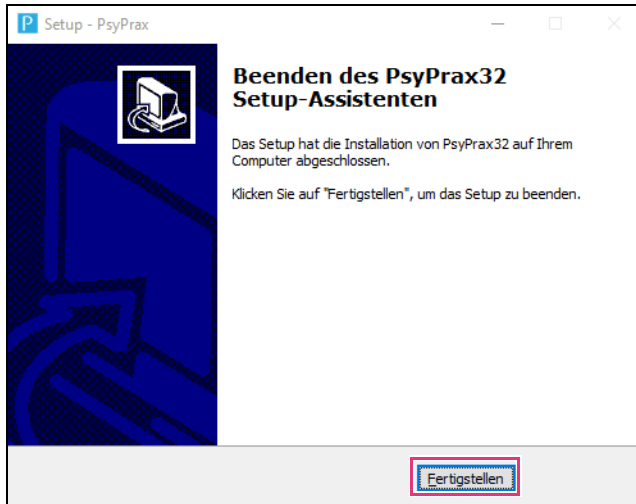 P Setup - PsyPrax
Beenden des PsyPrax32
Setup-Assistenten
Das Setup hat die Installation von PsyPrax32 auf Ihrem
Computer abgeschlossen.
Klicken Sie auf "Fertigstellen", um das Setup zu beenden.
Fertigstellen